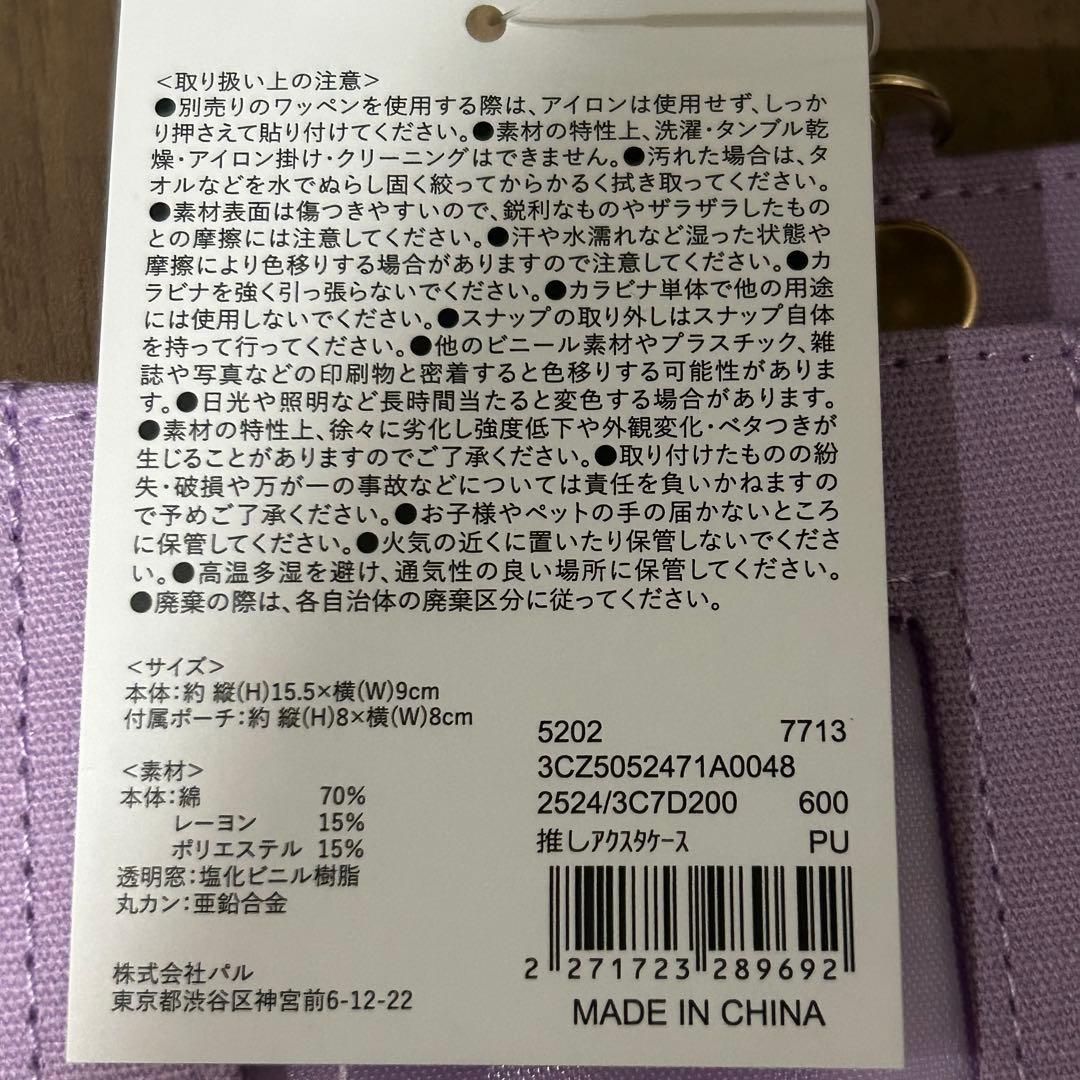 <取り扱い上の注意>
●別売りのワッペンを使用する際は、アイロンは使用せず、しっか
り押さえて貼り付けてください。●素材の特性上、洗濯・タンブル乾
燥・アイロン掛け・クリーニングはできません。●汚れた場合は、タ
オルなどを水でぬらし固く絞ってからかるく拭き取ってください。
●素材表面は傷つきやすいので、鋭利なものやザラザラしたもの
との摩擦には注意してください。●汗や水濡れなど湿った状態や
摩擦により色移りする場合がありますので注意してください。●カ
ラビナを強く引っ張らないでください。●カラビナ単体で他の用途
には使用しないでください。●スナップの取り外しはスナップ自体
を持って行ってください。●他のビニール素材やプラスチック、雑
誌や写真などの印刷物と密着すると色移りする可能性がありま
す。●日光や照明など長時間当たると変色する場合があります。
●素材の特性上、徐々に劣化し強度低下や外観変化・ベタつきが
生じることがありますのでご了承ください。●取り付けたものの紛
失・破損や万が一の事故などについては責任を負いかねますの
で予めご了承ください。●お子様やペットの手の届かないところ
に保管してください。●火気の近くに置いたり保管しないでくださ
い。●高温多湿を避け、通気性の良い場所に保管してください。
●廃棄の際は、各自治体の廃棄区分に従ってください。
<サイズ>
本体:約 縦(H)15.5×横(W)9cm
付属ポーチ:約 縦(H)8×横(W)8cm
<素材>
本体:綿 70%
レーヨン 15%
ポリエステル 15%
透明窓:塩化ビニル樹脂
丸カン:亜鉛合金
株式会社パル
東京都渋谷区神宮前6-12-22
5202 7713
3CZ5052471A0048
2524/3C7D200 600
推しアクスタケース PU
2 271723 289692
MADE IN CHINA